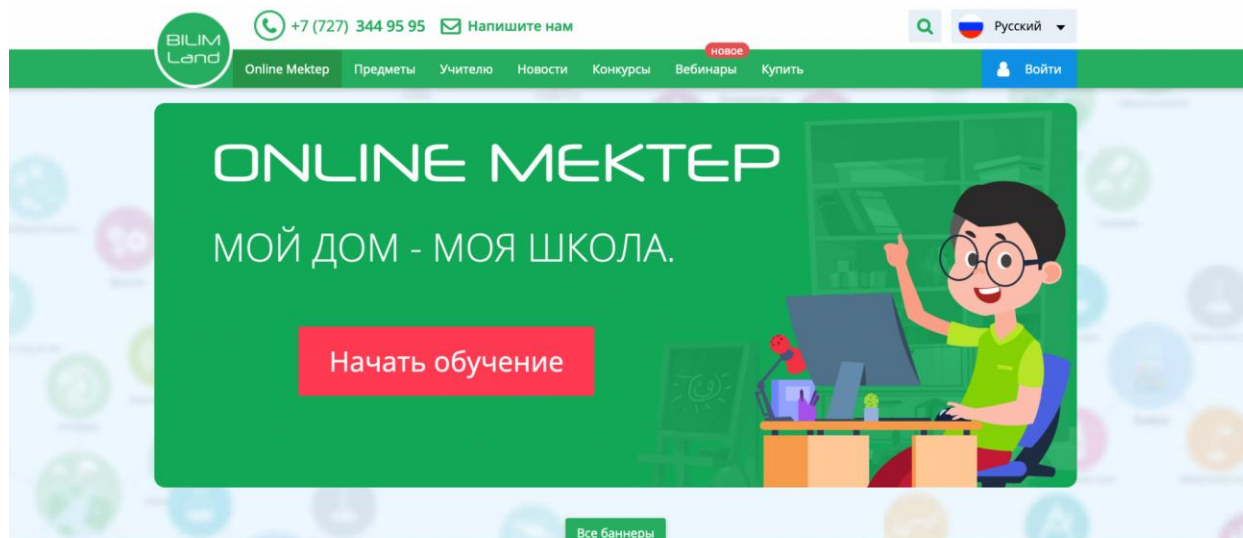 BILIM
Land
+7 (727) 344 95 95 Напишите нам
Русский
новое
Online Mektep Предметы Учителю Новости Конкурсы Вебинары Купить Войти
ONLINE MEKTEP
МОЙ ДОМ - МОЯ ШКОЛА.
Начать обучение
Все баннеры